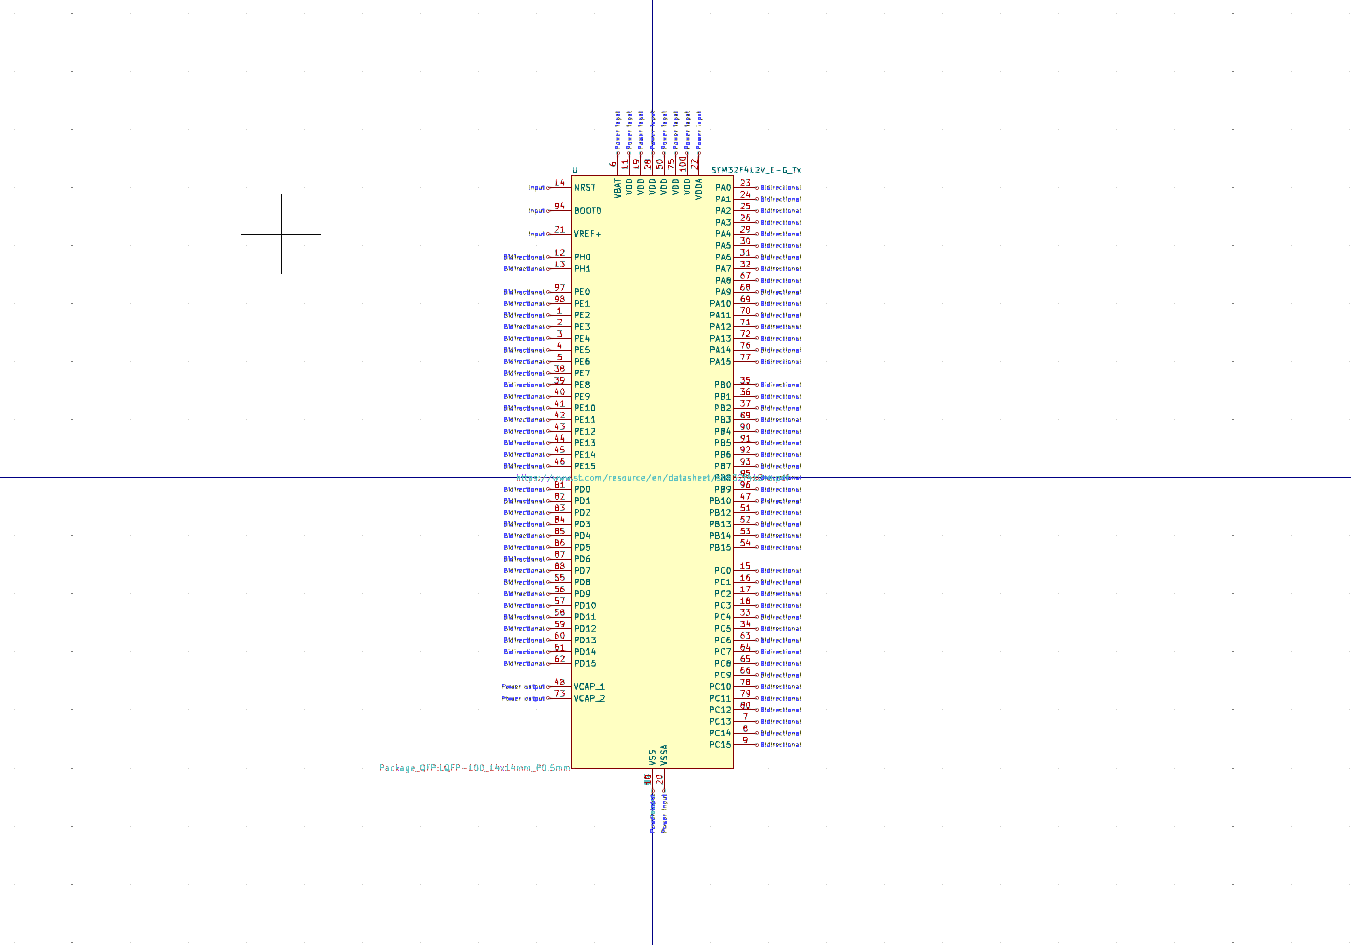 Power input Power input Power input Power input Power input Power input Power input Power input
6 11 19 28 50 75 100 22
U STM32F412V_E-G_Tx
VBAT VDD VDD VDD VDD VDD VDD VDDA
Input 14 NRST PA0 23 Bidirectional
PA1 24 Bidirectional
Input 94 BOOT0 PA2 25 Bidirectional
PA3 26 Bidirectional
Input 21 VREF+ PA4 29 Bidirectional
PA5 30 Bidirectional
Bidirectional 12 PH0 PA6 31 Bidirectional
Bidirectional 13 PH1 PA7 32 Bidirectional
PA8 67 Bidirectional
Bidirectional 97 PE0 PA9 68 Bidirectional
Bidirectional 98 PE1 PA10 69 Bidirectional
Bidirectional 1 PE2 PA11 70 Bidirectional
Bidirectional 2 PE3 PA12 71 Bidirectional
Bidirectional 3 PE4 PA13 72 Bidirectional
Bidirectional 4 PE5 PA14 76 Bidirectional
Bidirectional 5 PE6 PA15 77 Bidirectional
Bidirectional 38 PE7
Bidirectional 39 PE8 PB0 35 Bidirectional
Bidirectional 40 PE9 PB1 36 Bidirectional
Bidirectional 41 PE10 PB2 37 Bidirectional
Bidirectional 42 PE11 PB3 89 Bidirectional
Bidirectional 43 PE12 PB4 90 Bidirectional
Bidirectional 44 PE13 PB5 91 Bidirectional
Bidirectional 45 PE14 PB6 92 Bidirectional
Bidirectional 46 PE15 PB7 93 Bidirectional
https://www.st.com/resource/en/datasheet/ PB8 95 Bidirectional
Bidirectional 81 PD0 PB9 96 Bidirectional
Bidirectional 82 PD1 PB10 47 Bidirectional
Bidirectional 83 PD2 PB12 51 Bidirectional
Bidirectional 84 PD3 PB13 52 Bidirectional
Bidirectional 85 PD4 PB14 53 Bidirectional
Bidirectional 86 PD5 PB15 54 Bidirectional
Bidirectional 87 PD6
Bidirectional 88 PD7 PC0 15 Bidirectional
Bidirectional 55 PD8 PC1 16 Bidirectional
Bidirectional 56 PD9 PC2 17 Bidirectional
Bidirectional 57 PD10 PC3 18 Bidirectional
Bidirectional 58 PD11 PC4 33 Bidirectional
Bidirectional 59 PD12 PC5 34 Bidirectional
Bidirectional 60 PD13 PC6 63 Bidirectional
Bidirectional 61 PD14 PC7 64 Bidirectional
Bidirectional 62 PD15 PC8 65 Bidirectional
PC9 66 Bidirectional
Power output 48 VCAP_1 PC10 78 Bidirectional
Power output 73 VCAP_2 PC11 79 Bidirectional
PC12 80 Bidirectional
PC13 7 Bidirectional
PC14 8 Bidirectional
PC15 9 Bidirectional
VSS VSSA
Package_QFP:LQFP-100_14x14mm_P0.5mm
20
Power input Power input